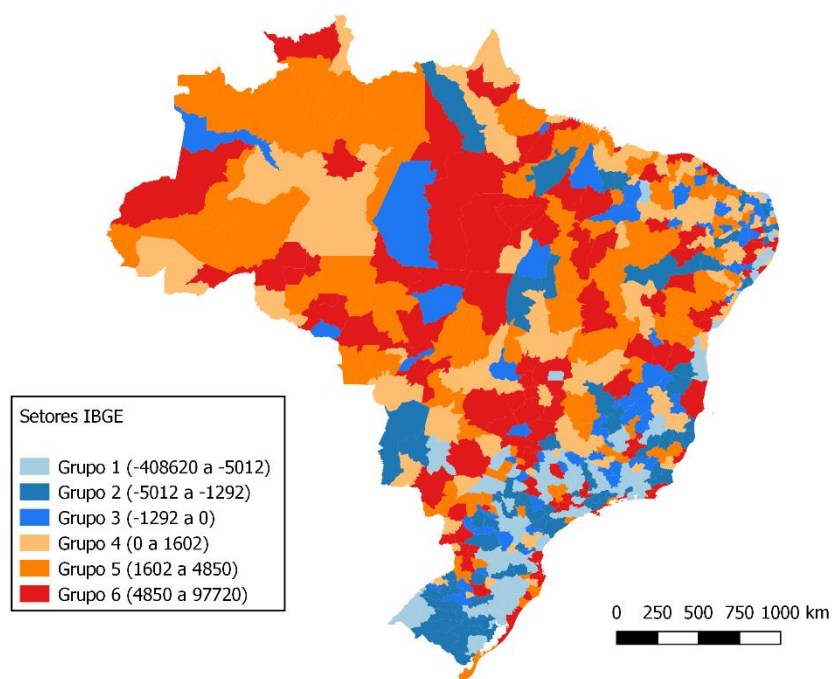 Setores IBGE
Grupo 1 (-408620 a -5012)
Grupo 2 (-5012 a -1292)
Grupo 3 (-1292 a 0)
Grupo 4 (0 a 1602)
Grupo 5 (1602 a 4850)
Grupo 6 (4850 a 97720)
0 250 500 750 1000 km